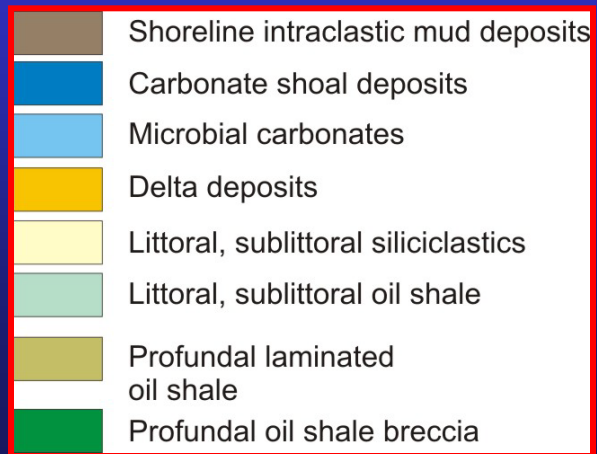 Shoreline intraclastic mud deposits
Carbonate shoal deposits
Microbial carbonates
Delta deposits
Littoral, sublittoral siliciclastics
Littoral, sublittoral oil shale
Profundal laminated
oil shale
Profundal oil shale breccia